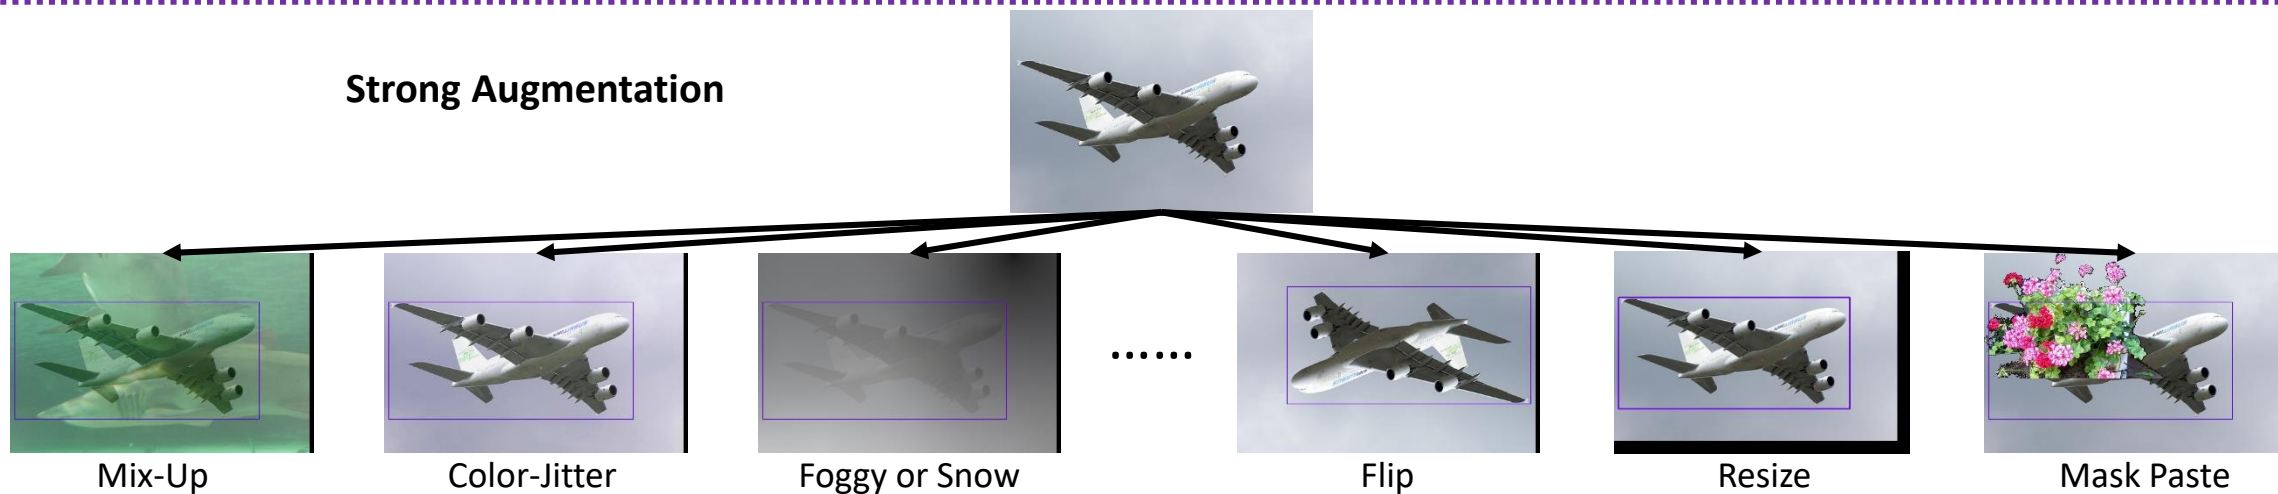 Strong Augmentation
......
Mix-Up
Color-Jitter
Foggy or Snow
Flip
Resize
Mask Paste